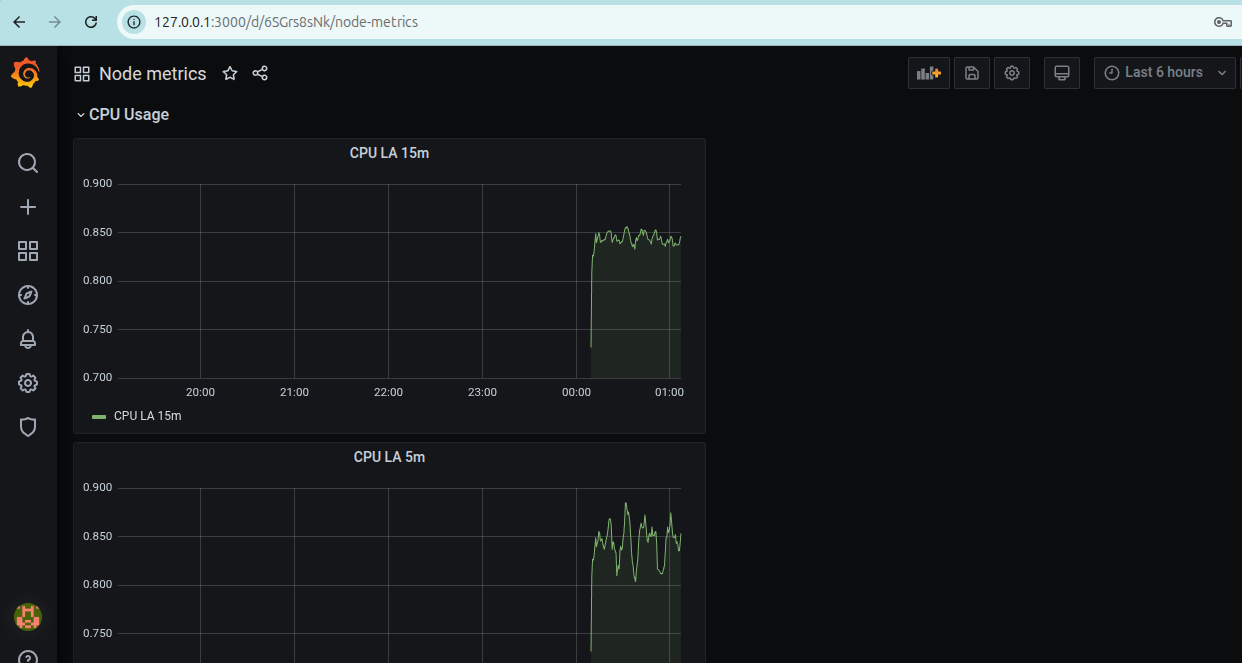 127.0.0.1:3000/d/6SGrs8sNk/node-metrics
Node metrics
Last 6 hours
CPU Usage
CPU LA 15m
0.900
0.850
0.800
0.750
0.700
20:00 21:00 22:00 23:00 00:00 01:00
CPU LA 15m
CPU LA 5m
0.900
0.850
0.800
0.750